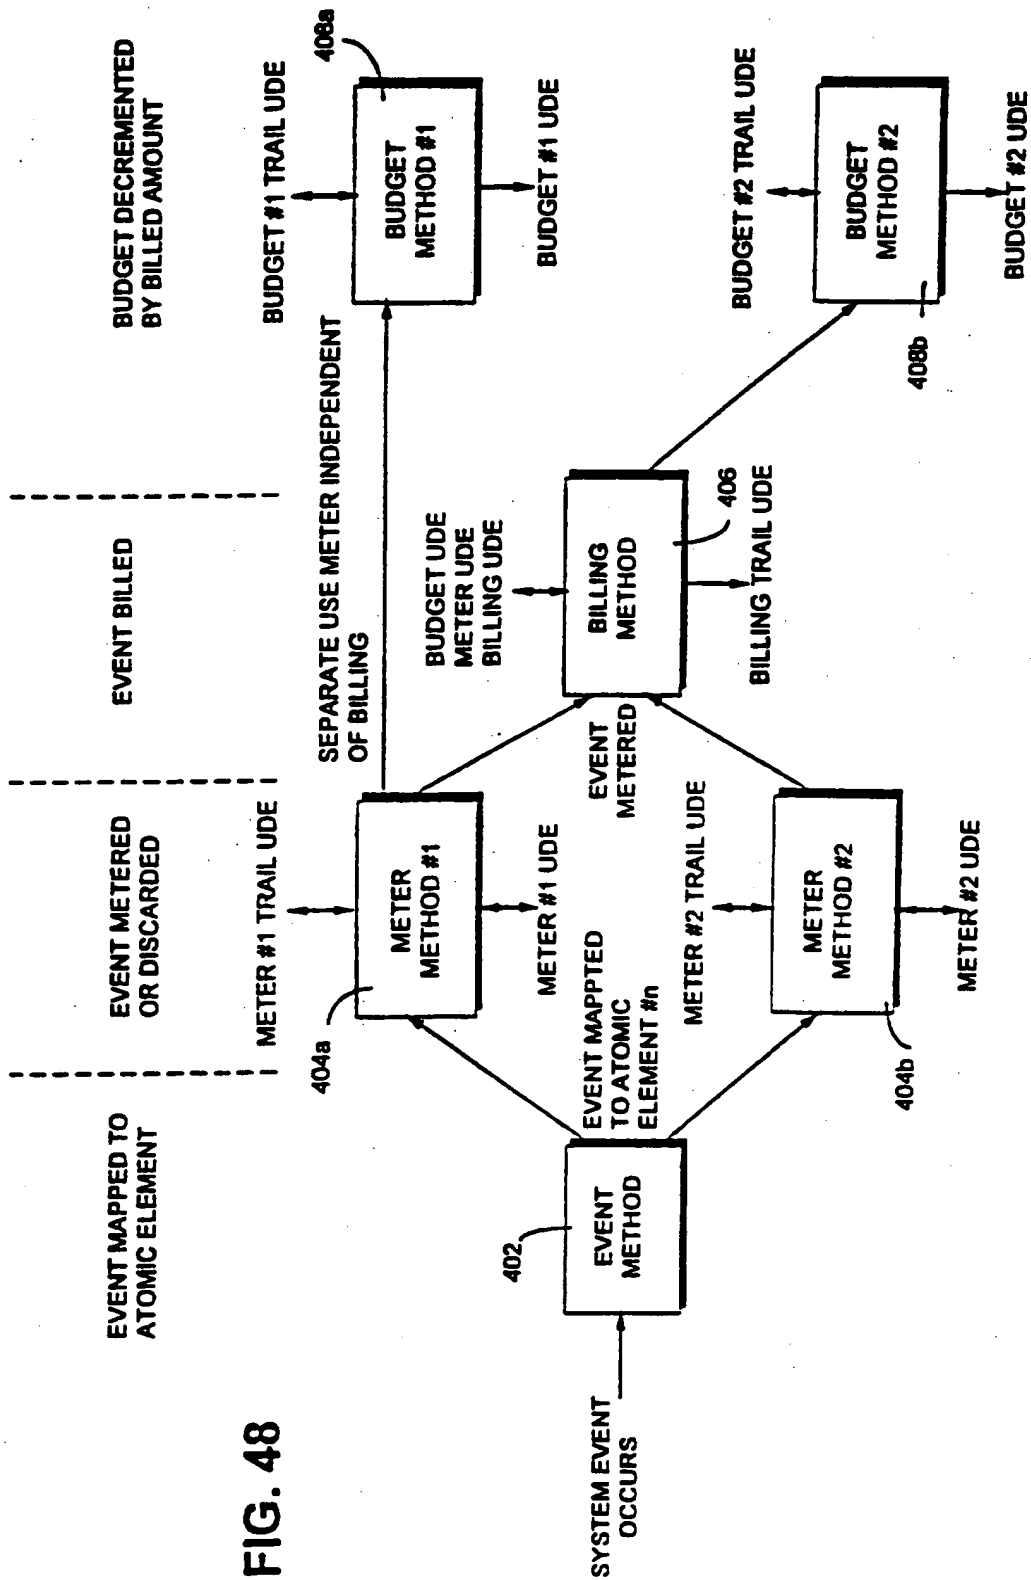 FIG. 48
EVENT MAPPED TO
ATOMIC ELEMENT
EVENT METERED
OR DISCARDED
EVENT BILLED
BUDGET DECREMENTED
BY BILLED AMOUNT
SYSTEM EVENT
OCCURS
402
EVENT
METHOD
EVENT MAPPTED
TO ATOMIC
ELEMENT #n
METER #1 TRAIL UDE
404a
METER
METHOD #1
METER #1 UDE
METER #2 TRAIL UDE
METER
METHOD #2
404b
METER #2 UDE
SEPARATE USE METER INDEPENDENT
OF BILLING
EVENT
METERED
BUDGET UDE
METER UDE
BILLING UDE
BILLING
METHOD
406
BILLING TRAIL UDE
BUDGET #1 TRAIL UDE
408a
BUDGET
METHOD #1
BUDGET #1 UDE
BUDGET #2 TRAIL UDE
BUDGET
METHOD #2
408b
BUDGET #2 UDE